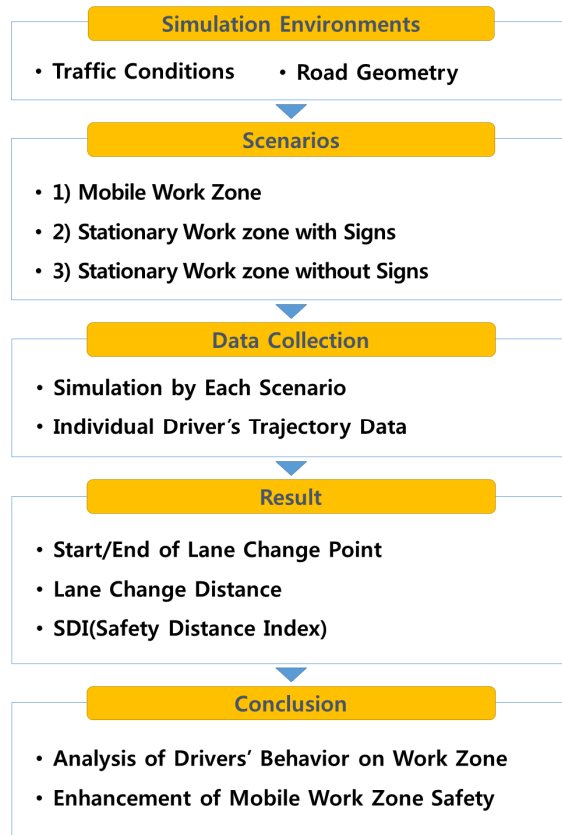 Simulation Environments
• Traffic Conditions • Road Geometry
Scenarios
• 1) Mobile Work Zone
• 2) Stationary Work zone with Signs
• 3) Stationary Work zone without Signs
Data Collection
• Simulation by Each Scenario
• Individual Driver´s Trajectory Data
Result
• Start/End of Lane Change Point
• Lane Change Distance
• SDI(Safety Distance Index)
Conclusion
• Analysis of Drivers’ Behavior on Work Zone
• Enhancement of Mobile Work Zone Safety